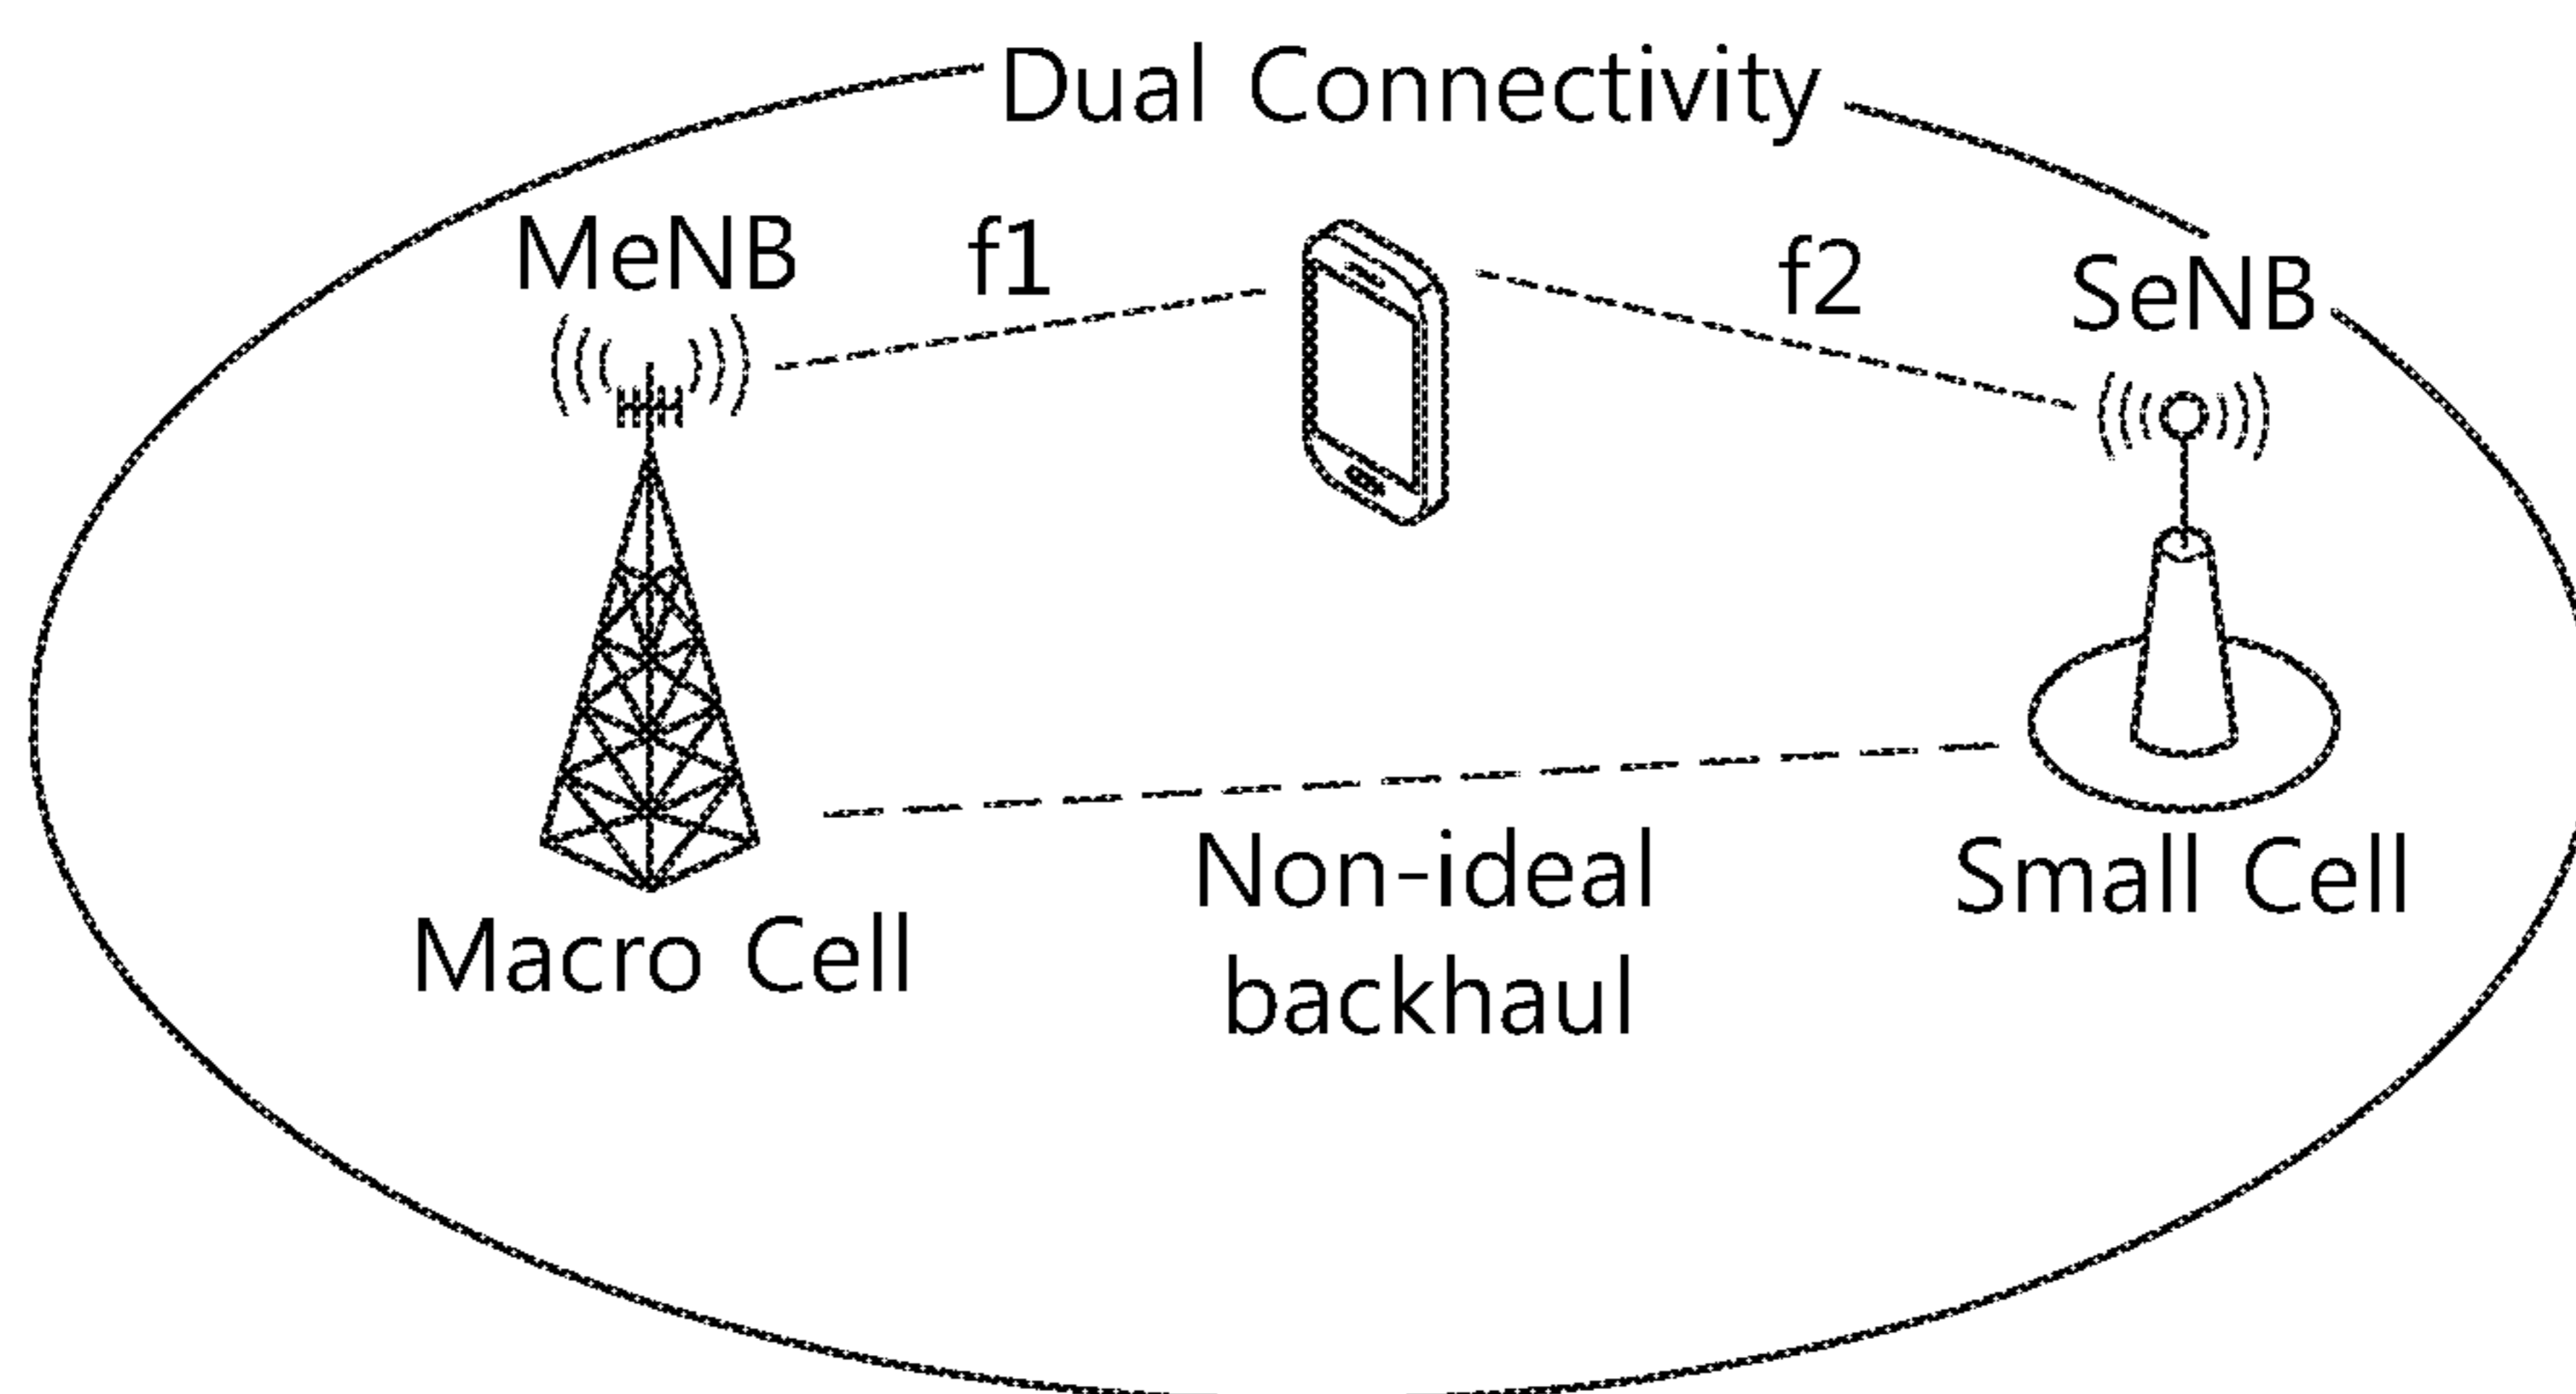 Dual Connectivity
MeNB
f1
f2
SeNB
Non-ideal
backhaul
Small Cell
Macro Cell